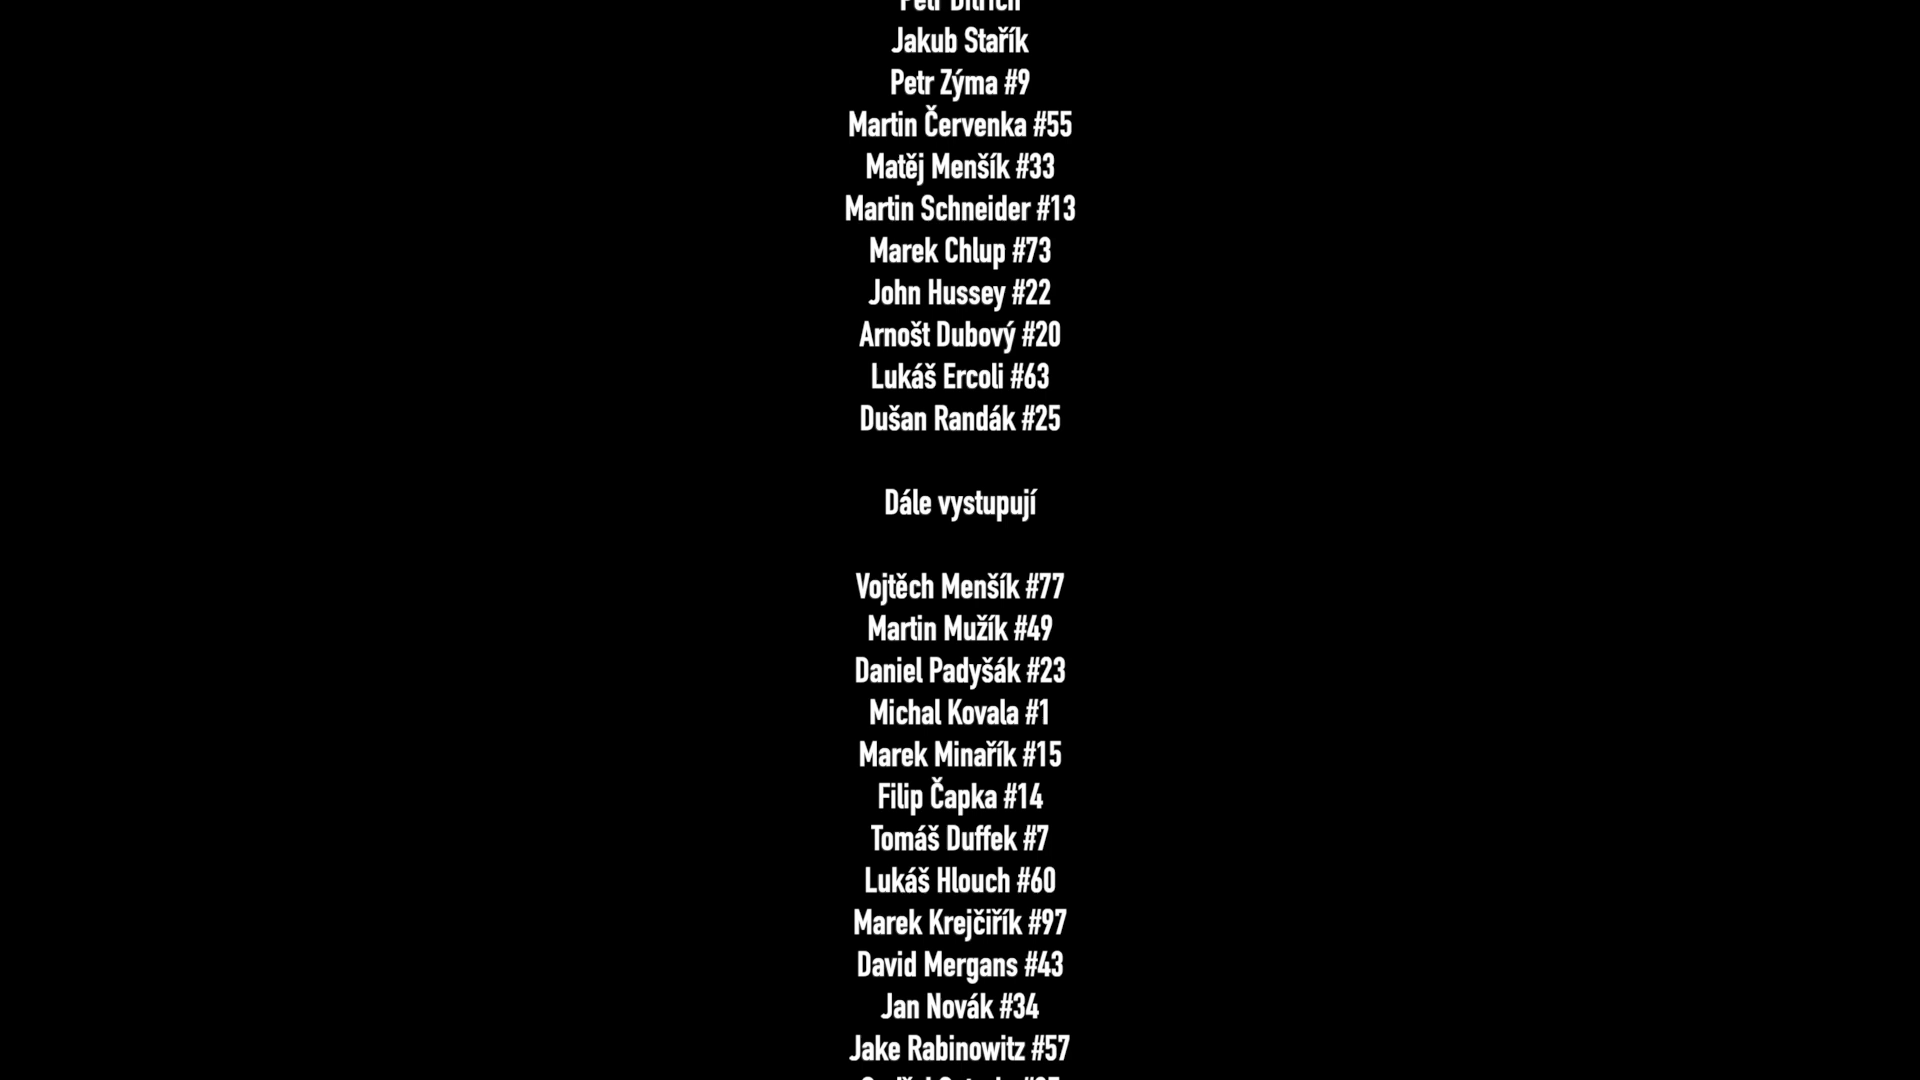 Petr Ditrich
Jakub Stařík
Petr Zýma #9
Martin Červenka #55
Matěj Menšík #33
Martin Schneider #13
Marek Chlup #73
John Hussey #22
Arnošt Dubový #20
Lukáš Ercoli #63
Dušan Randák #25
Dále vystupují
Vojtěch Menšík #77
Martin Mužík #49
Daniel Padyšák #23
Michal Kovala #1
Marek Minařík #15
Filip Čapka #14
Tomáš Duffek #7
Lukáš Hlouch #60
Marek Krejčiřík #97
David Mergans #43
Jan Novák #34
Jake Rabinowitz #57